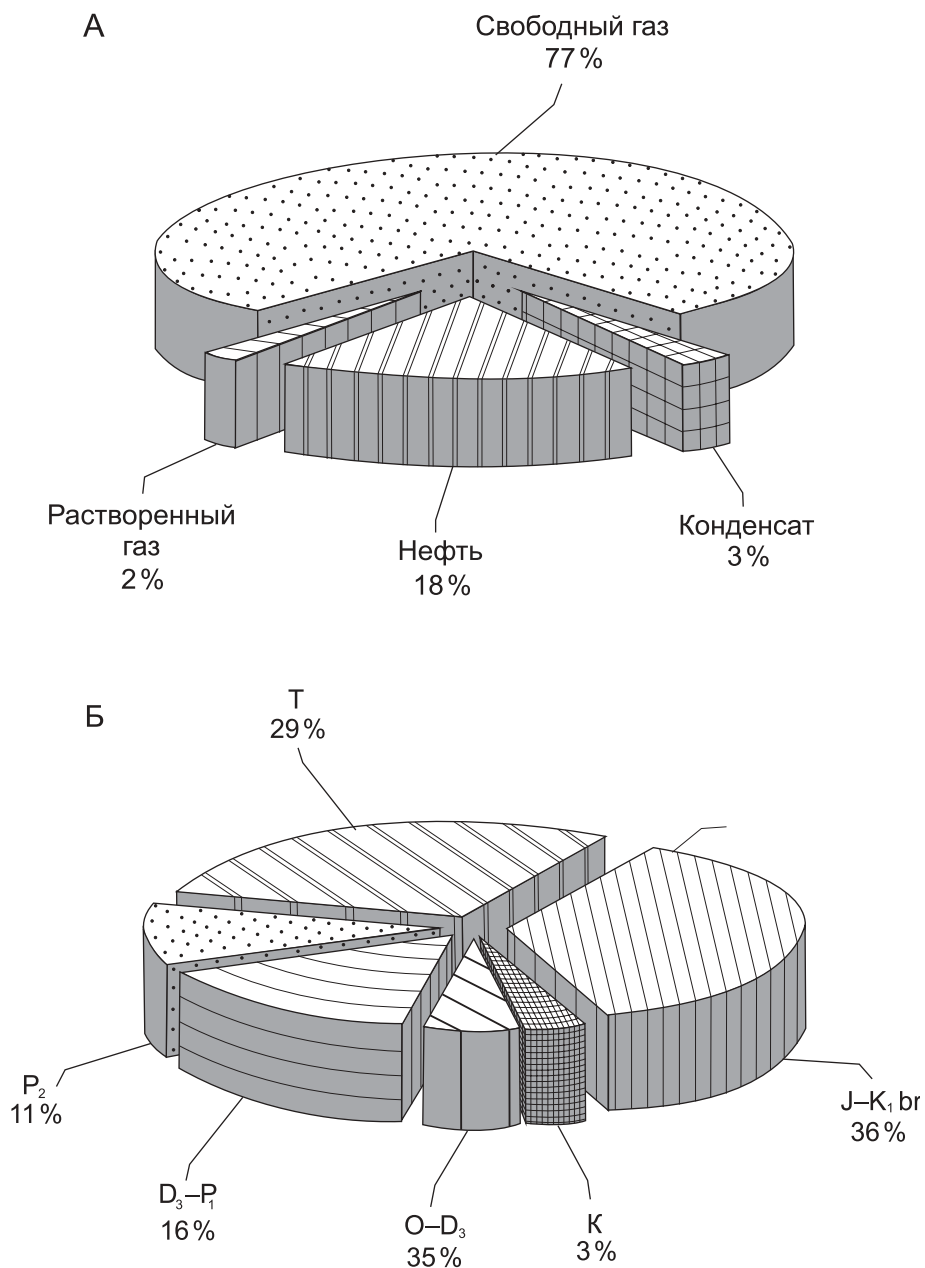 А
Свободный газ
77 %
Растворенный
газ
2 %
Нефть
18 %
Конденсат
3 %
Б
Т
29 %
P₂
11 %
D₃–P₁
16 %
O–D₃
35 %
К
3 %
J–K₁ br
36 %